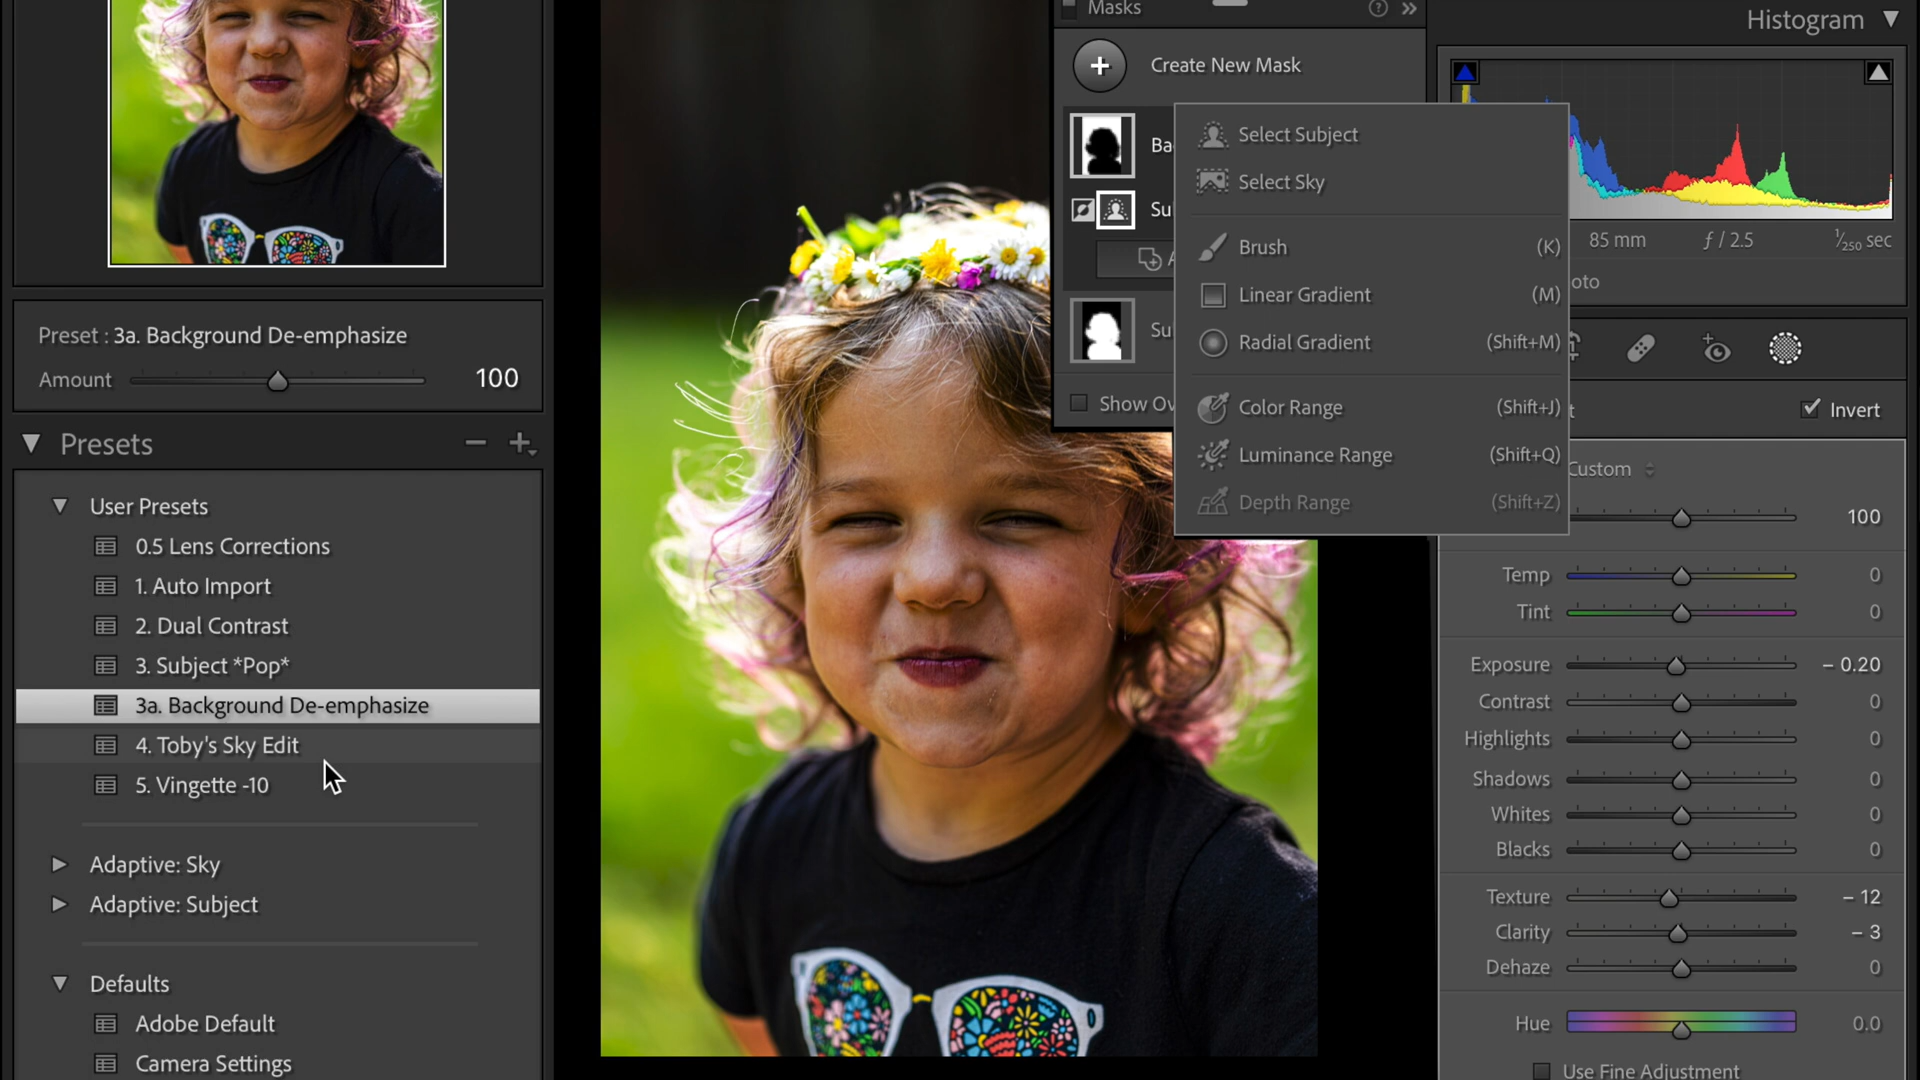 Masks
Create New Mask
Ba
Su
A
Su
Show Ov
Select Subject
Select Sky
Brush (K)
Linear Gradient (M)
Radial Gradient (Shift+M)
Color Range (Shift+J)
Luminance Range (Shift+Q)
Depth Range (Shift+Z)
Histogram
85 mm ƒ / 2.5 1/250 sec
oto
t Invert
Custom
100
Temp 0
Tint 0
Exposure – 0.20
Contrast 0
Highlights 0
Shadows 0
Whites 0
Blacks 0
Texture – 12
Clarity – 3
Dehaze 0
Hue 0.0
Use Fine Adjustment
Preset : 3a. Background De-emphasize
Amount 100
Presets
User Presets
0.5 Lens Corrections
1. Auto Import
2. Dual Contrast
3. Subject *Pop*
3a. Background De-emphasize
4. Toby's Sky Edit
5. Vingette -10
Adaptive: Sky
Adaptive: Subject
Defaults
Adobe Default
Camera Settings